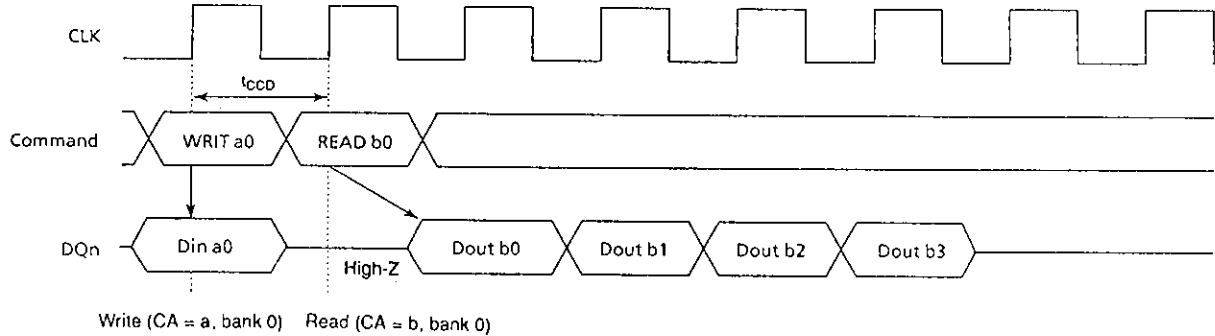 CLK
tCCD
Command WRIT a0 READ b0
DQn Din a0 High-Z Dout b0 Dout b1 Dout b2 Dout b3
Write (CA = a, bank 0) Read (CA = b, bank 0)